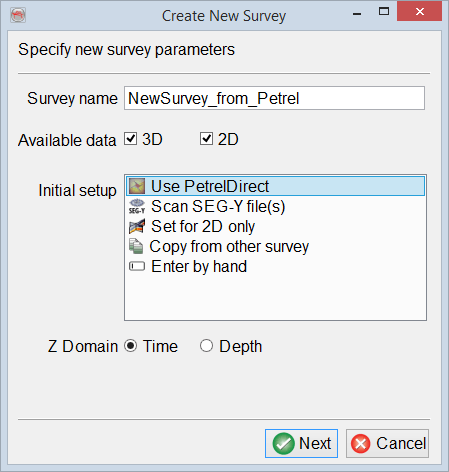 Create New Survey
Specify new survey parameters
Survey name NewSurvey_from_Petrel
Available data 3D 2D
Initial setup Use PetrelDirect
SEG-Y Scan SEG-Y file(s)
Set for 2D only
Copy from other survey
Enter by hand
Z Domain Time Depth
Next Cancel